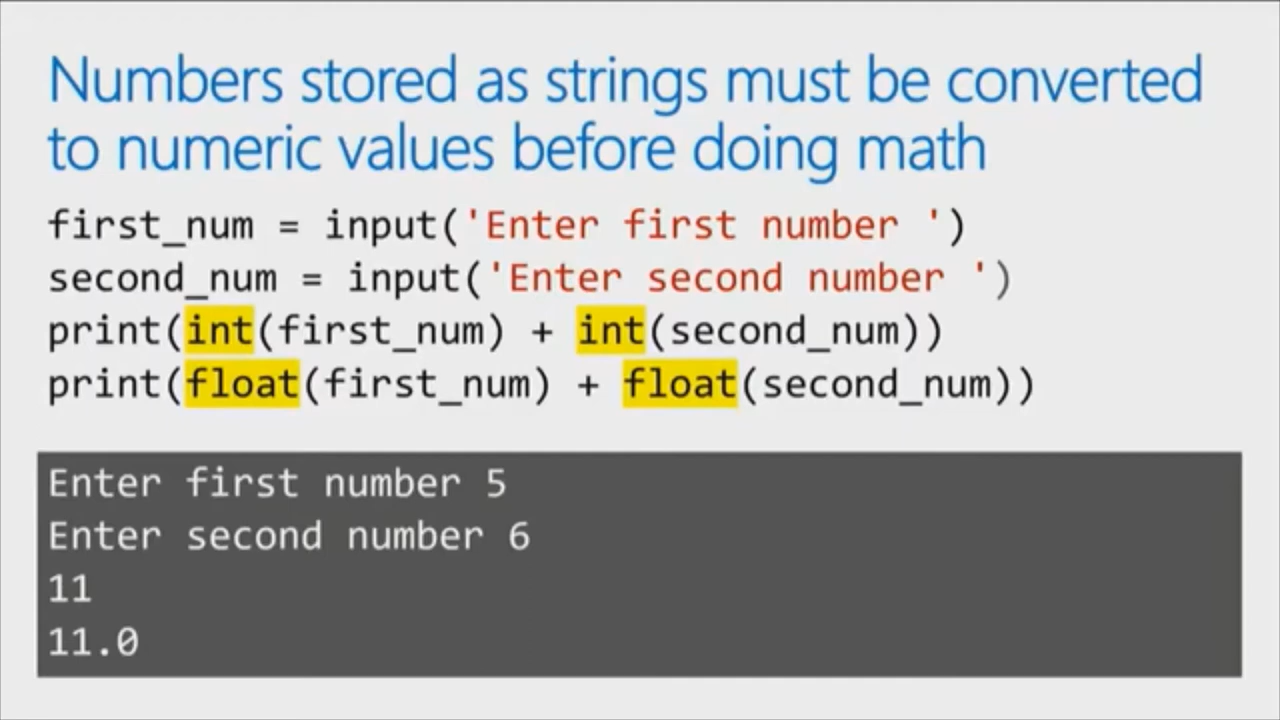 Numbers stored as strings must be converted
to numeric values before doing math
first_num = input('Enter first number ')
second_num = input('Enter second number ')
print(int(first_num) + int(second_num))
print(float(first_num) + float(second_num))
Enter first number 5
Enter second number 6
11
11.0